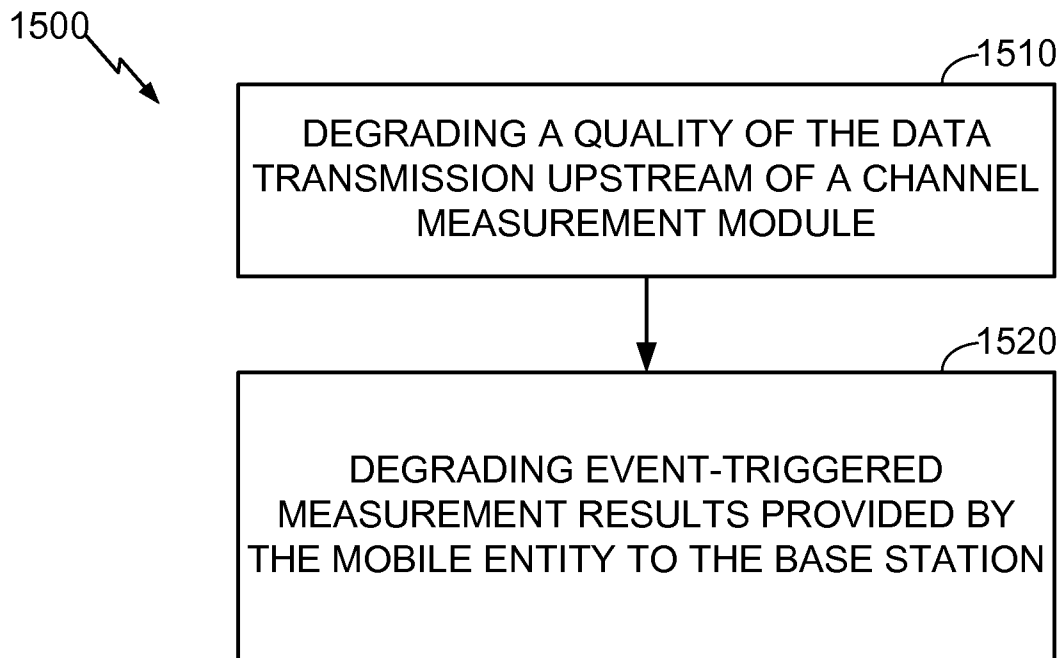 1500
1510
DEGRADING A QUALITY OF THE DATA
TRANSMISSION UPSTREAM OF A CHANNEL
MEASUREMENT MODULE
1520
DEGRADING EVENT-TRIGGERED
MEASUREMENT RESULTS PROVIDED BY
THE MOBILE ENTITY TO THE BASE STATION